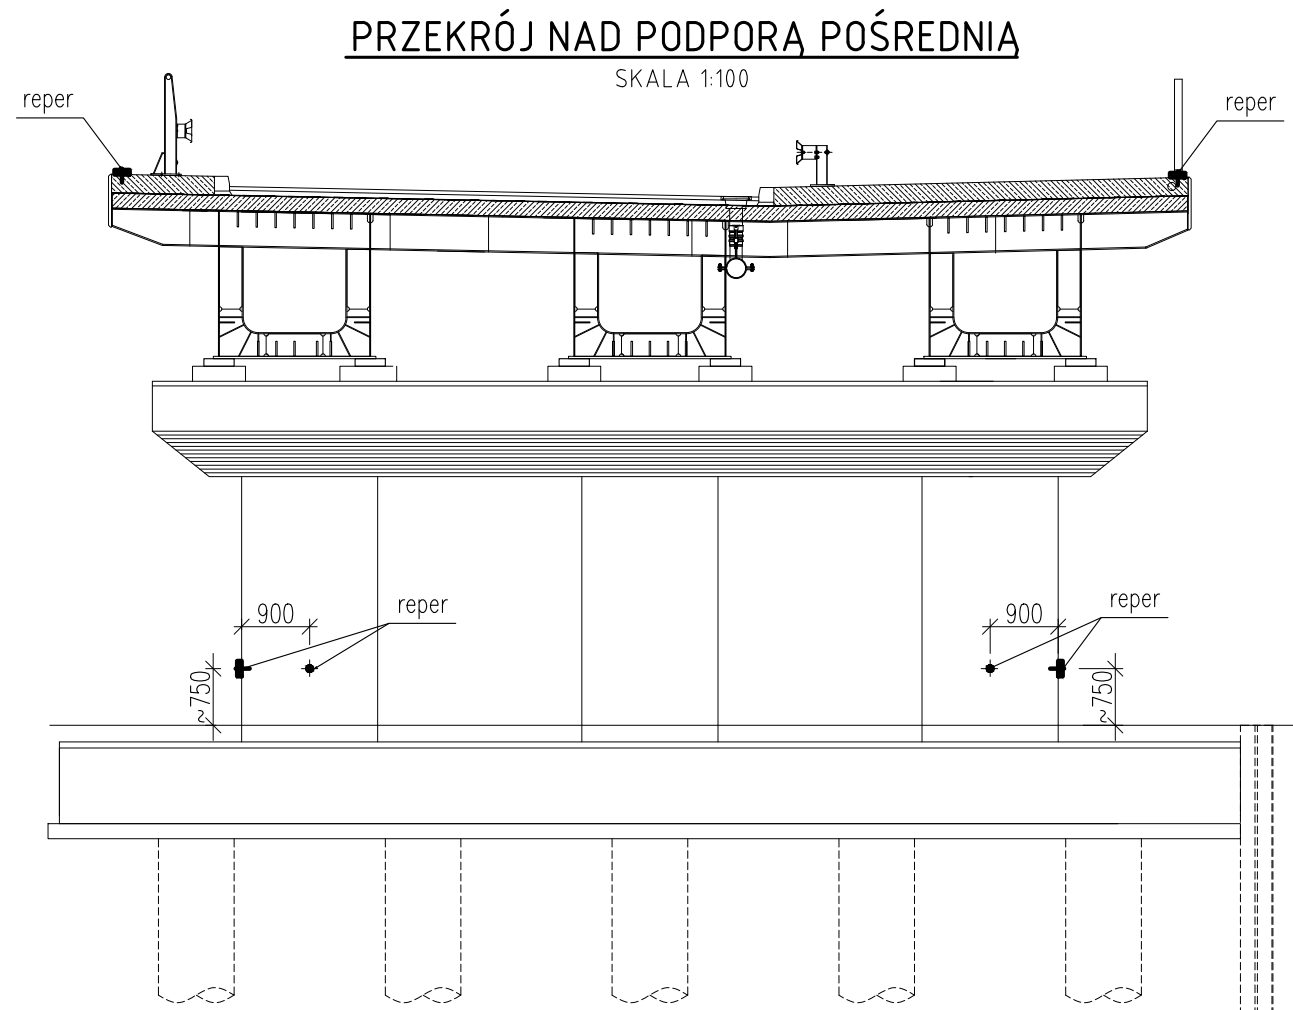 PRZEKRÓJ NAD PODPORĄ POŚREDNIĄ
SKALA 1:100
reper
reper
900
reper
900
reper
~750
~750